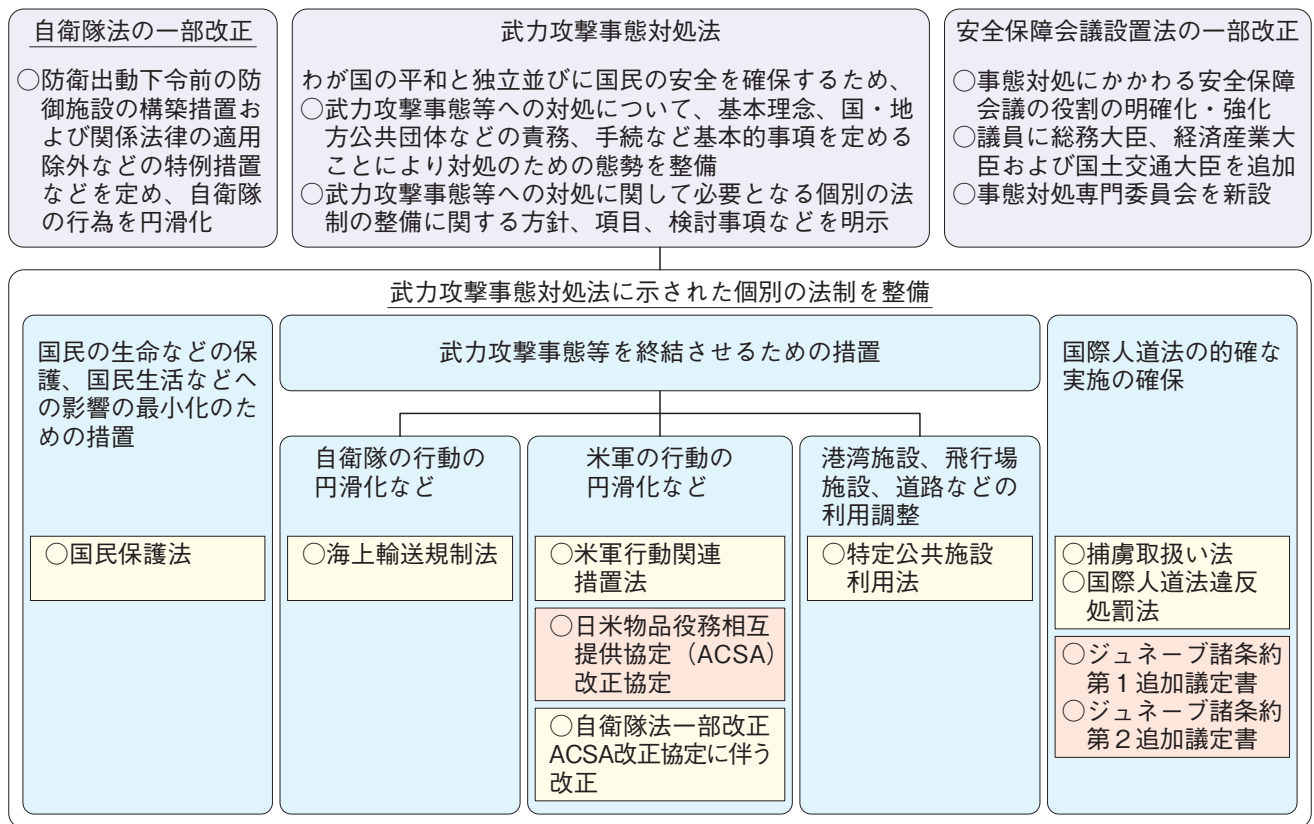 自衛隊法の一部改正
○防衛出動下令前の防
御施設の構築措置お
よび関係法律の適用
除外などの特例措置
などを定め、自衛隊
の行為を円滑化
武力攻撃事態対処法
わが国の平和と独立並びに国民の安全を確保するため、
○武力攻撃事態等への対処について、基本理念、国・地
方公共団体などの責務、手続など基本的事項を定める
ことにより対処のための態勢を整備
○武力攻撃事態等への対処に関して必要となる個別の法
制の整備に関する方針、項目、検討事項などを明示
安全保障会議設置法の一部改正
○事態対処にかかわる安全保障
会議の役割の明確化・強化
○議員に総務大臣、経済産業大
臣および国土交通大臣を追加
○事態対処専門委員会を新設
武力攻撃事態対処法に示された個別の法制を整備
国民の生命などの保
護、国民生活などへ
の影響の最小化のた
めの措置
○国民保護法
武力攻撃事態等を終結させるための措置
自衛隊の行動の
円滑化など
○海上輸送規制法
米軍の行動の
円滑化など
○米軍行動関連
措置法
○日米物品役務相互
提供協定（ACSA）
改正協定
○自衛隊法一部改正
ACSA改正協定に伴う
改正
港湾施設、飛行場
施設、道路などの
利用調整
○特定公共施設
利用法
国際人道法の的確な
実施の確保
○捕虜取扱い法
○国際人道法違反
処罰法
○ジュネーブ諸条約
第１追加議定書
○ジュネーブ諸条約
第２追加議定書